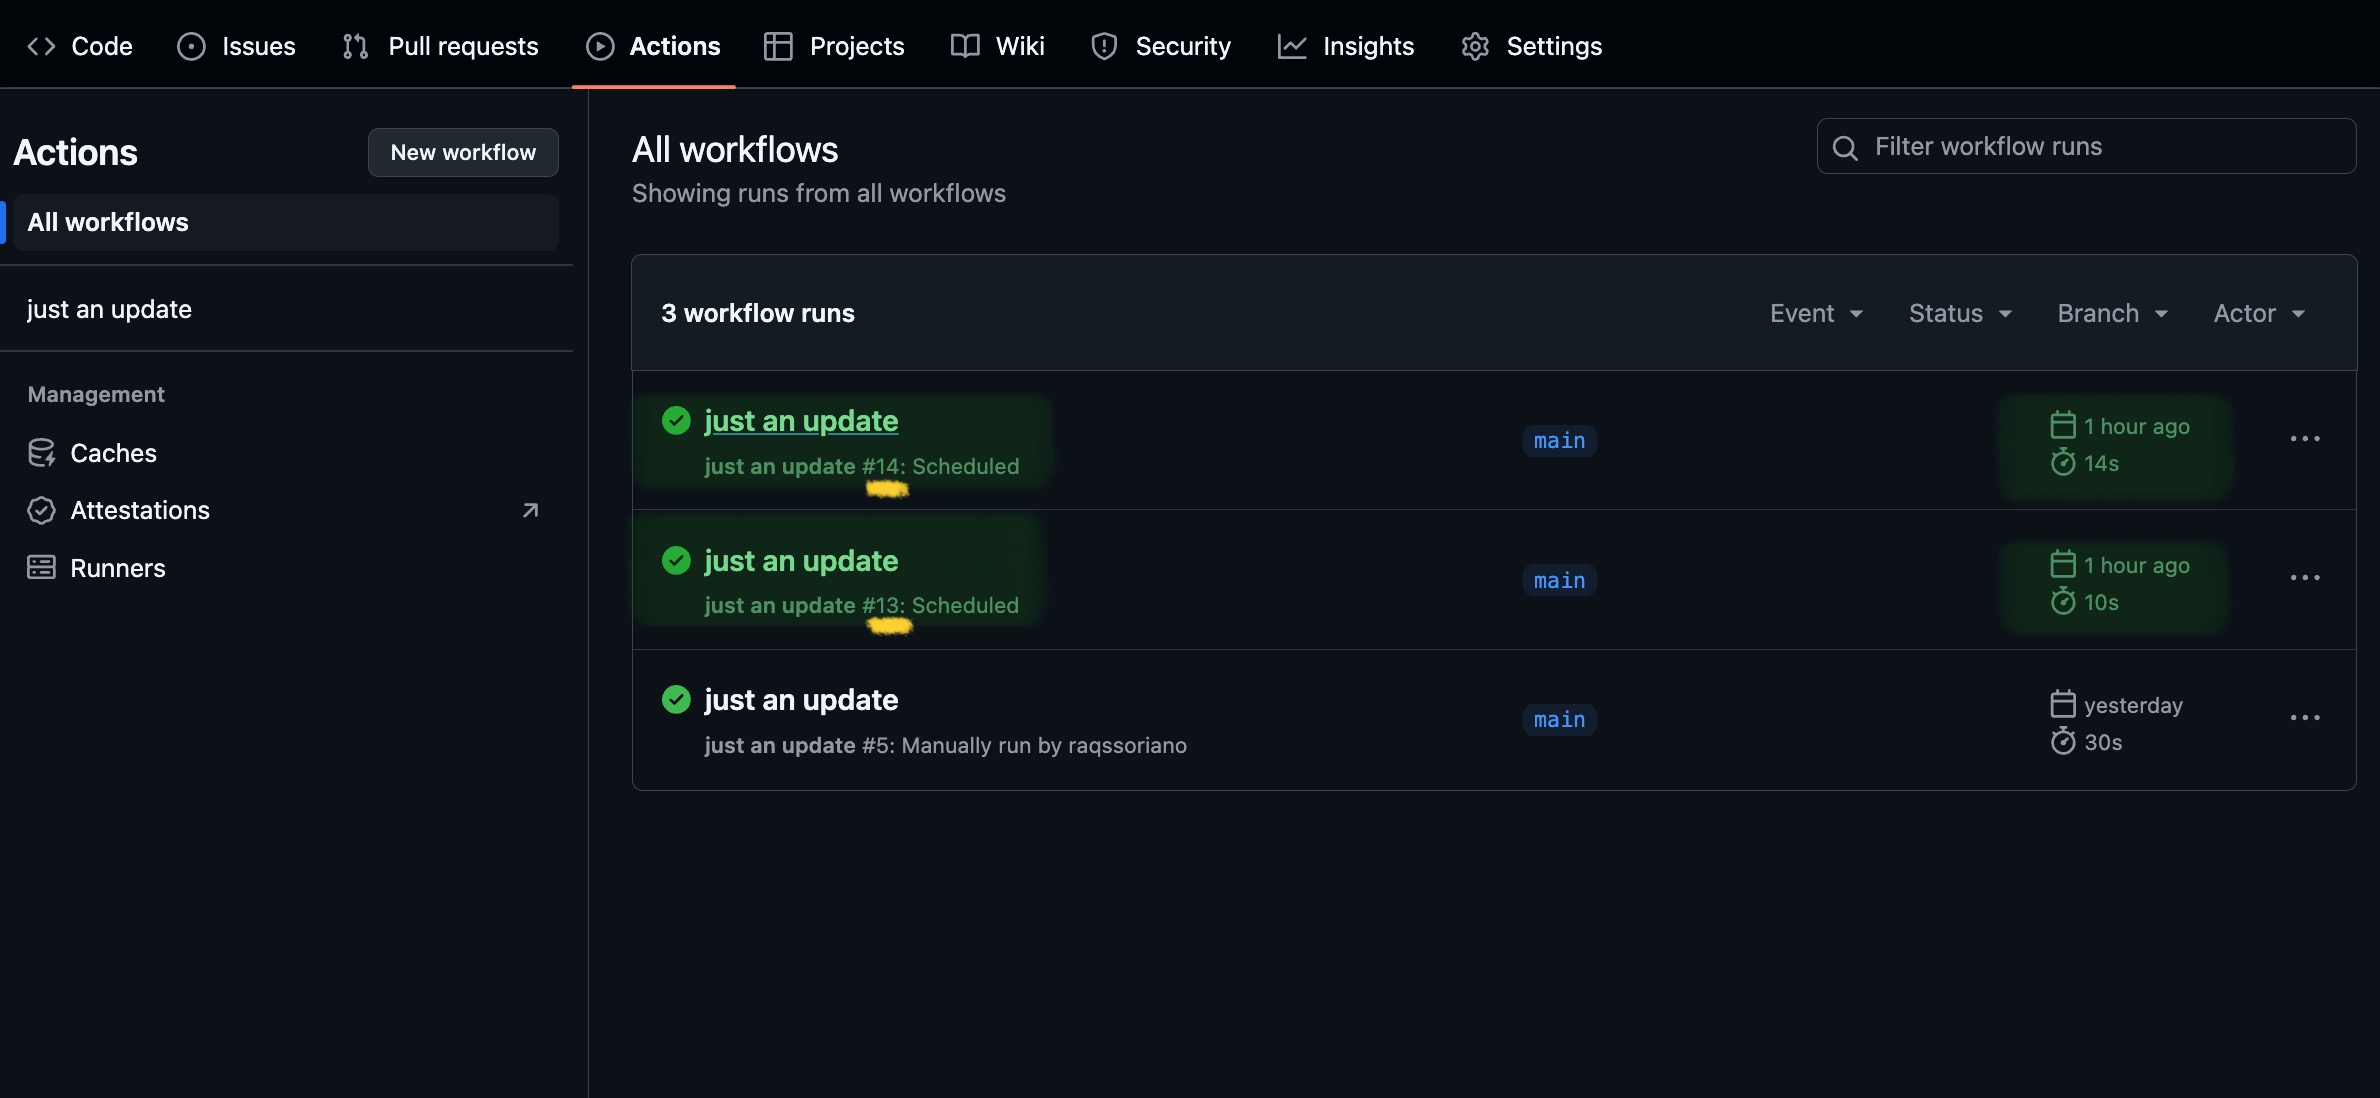 Code Issues Pull requests Actions Projects Wiki Security Insights Settings
Actions
New workflow
All workflows
just an update
Management
Caches
Attestations
Runners
All workflows
Showing runs from all workflows
Filter workflow runs
3 workflow runs
Event Status Branch Actor
just an update
just an update #14: Scheduled
main
1 hour ago
14s
just an update
just an update #13: Scheduled
main
1 hour ago
10s
just an update
just an update #5: Manually run by raqssoriano
main
yesterday
30s